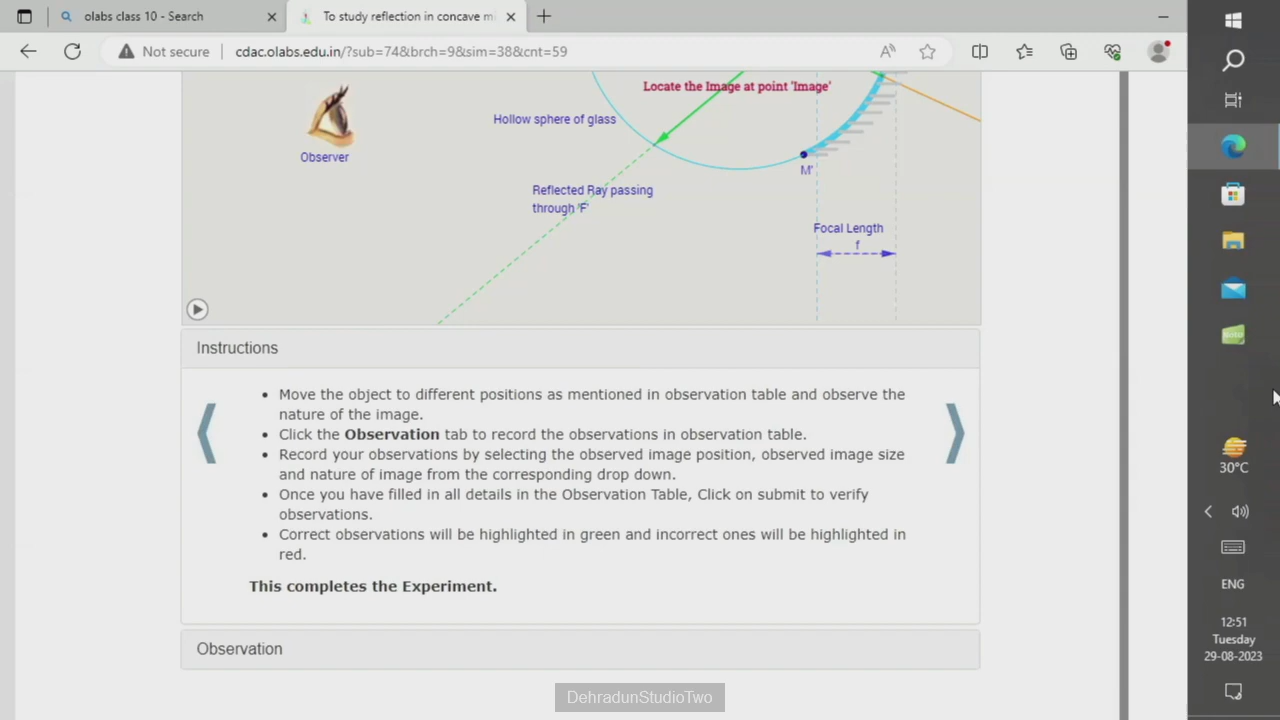 olabs class 10 - Search
To study reflection in concave mi
Not secure
cdac.olabs.edu.in/?sub=74&brch=9&sim=38&cnt=59
Locate the Image at point 'Image'
Hollow sphere of glass
Observer
M'
Reflected Ray passing
through 'F'
Focal Length
f
Instructions
• Move the object to different positions as mentioned in observation table and observe the
nature of the image.
• Click the Observation tab to record the observations in observation table.
• Record your observations by selecting the observed image position, observed image size
and nature of image from the corresponding drop down.
• Once you have filled in all details in the Observation Table, Click on submit to verify
observations.
• Correct observations will be highlighted in green and incorrect ones will be highlighted in
red.
This completes the Experiment.
Observation
DehradunStudioTwo
30°C
ENG
12:51
Tuesday
29-08-2023